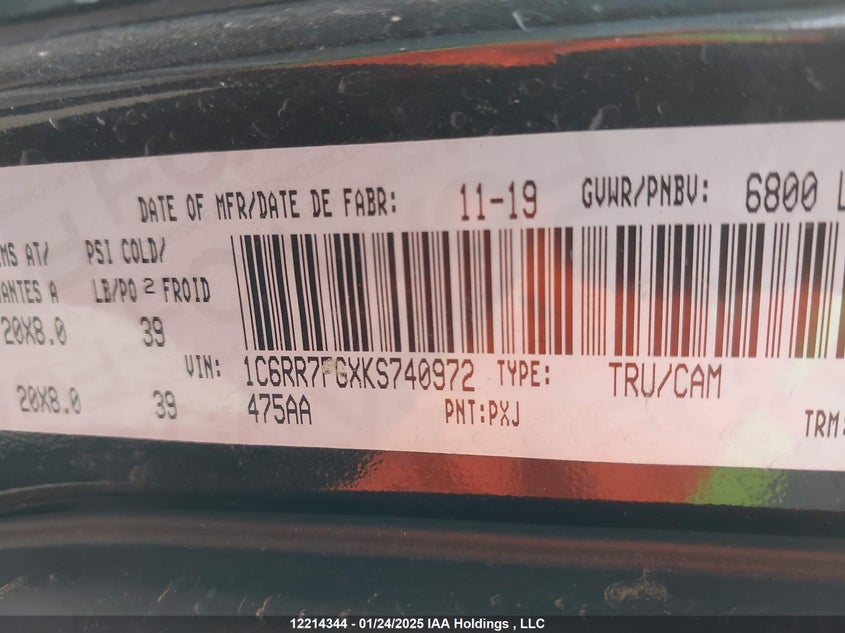 DATE OF MFR/DATE DE FABR: 11-19 GVWR/PNBV: 6800 L
MS AT/ PSI COLD/
ANTES A LB/PO 2 FROID
20X8.0 39
VIN: 1C6RR7FGXKS740972 TYPE: TRU/CAM
20X8.0 39 475AA PNT:PXJ TRM:
12214344 - 01/24/2025 IAA Holdings , LLC